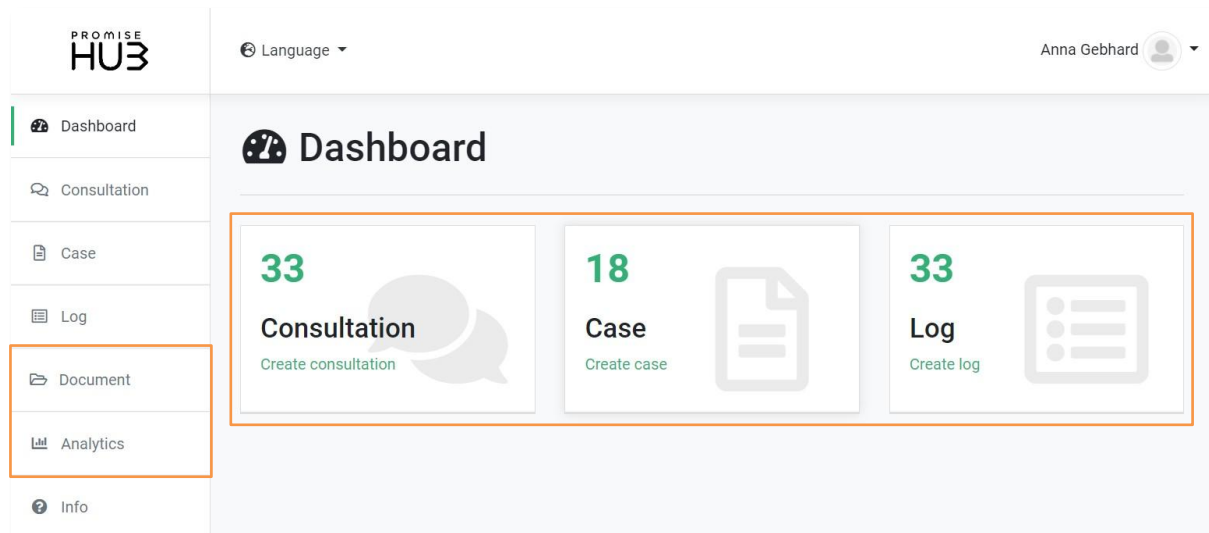 PROMISE
HUB
Language
Anna Gebhard
Dashboard
Consultation
Case
Log
Document
Analytics
Info
Dashboard
33
Consultation
Create consultation
18
Case
Create case
33
Log
Create log